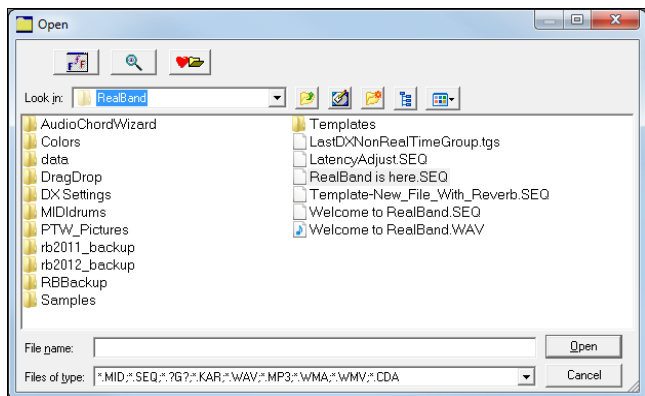 Open
Look in: RealBand
AudioChordWizard
Colors
data
DragDrop
DX Settings
MIDIdrums
PTW_Pictures
rb2011_backup
rb2012_backup
RBBackup
Samples
Templates
LastDXNonRealTimeGroup.tgs
LatencyAdjust.SEQ
RealBand is here.SEQ
Template-New_File_With_Reverb.SEQ
Welcome to RealBand.SEQ
Welcome to RealBand.WAV
File name:
Open
Files of type: *.MID;*.SEQ;*.?G?;*.KAR;*.WAV;*.MP3;*.WMA;*.WMV;*.CDA
Cancel